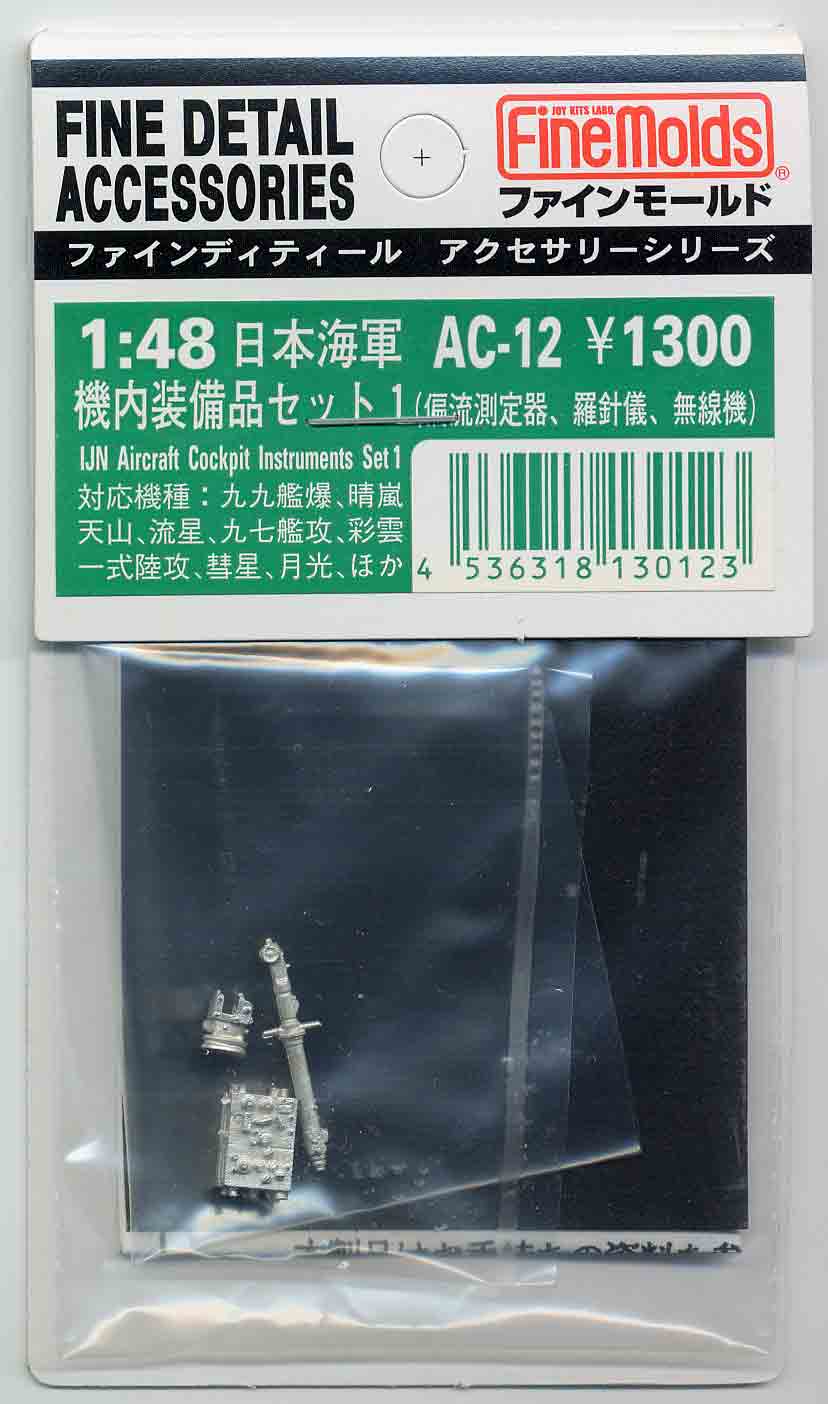 FINE DETAIL
ACCESSORIES
JOY KITS LABO.
FineMolds®
ファインモールド
ファインディティール アクセサリーシリーズ
1:48 日本海軍 AC-12 ¥1300
機内装備品セット1(偏流測定器、羅針儀、無線機)
IJN Aircraft Cockpit Instruments Set 1
対応機種：九九艦爆、晴嵐
天山、流星、九七艦攻、彩雲
一式陸攻、彗星、月光、ほか
4 536318 130123